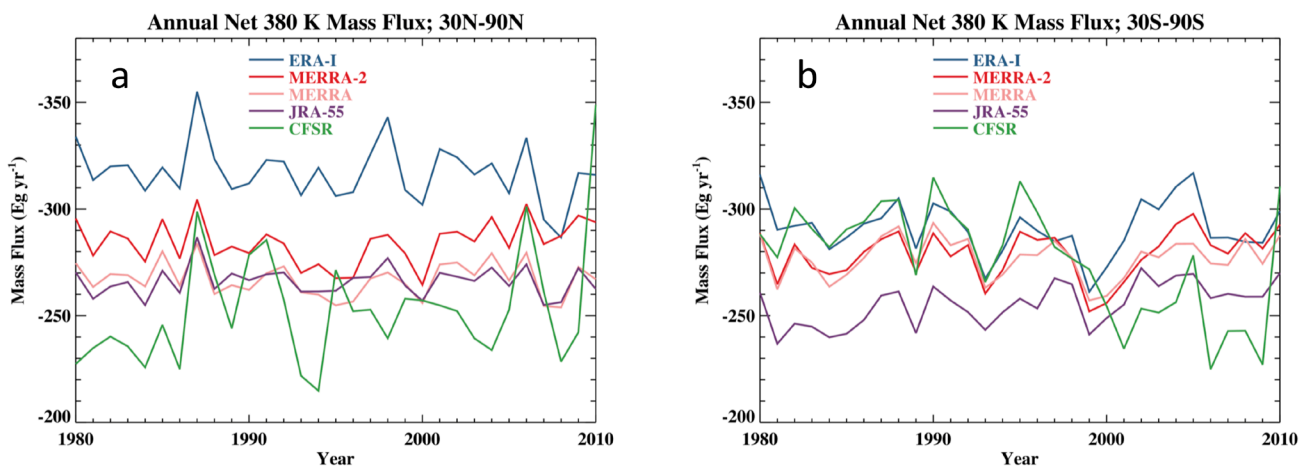 Annual Net 380 K Mass Flux; 30N-90N
a
ERA-I
MERRA-2
MERRA
JRA-55
CFSR
Mass Flux (Eg yr-1)
-350
-300
-250
-200
1980
1990
2000
2010
Year
Annual Net 380 K Mass Flux; 30S-90S
b
ERA-I
MERRA-2
MERRA
JRA-55
CFSR
Mass Flux (Eg yr-1)
-350
-300
-250
-200
1980
1990
2000
2010
Year